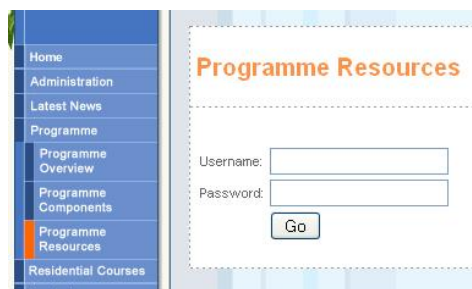 Home
Administration
Latest News
Programme
Programme
Overview
Programme
Components
Programme
Resources
Residential Courses
Programme Resources
Username:
Password:
Go